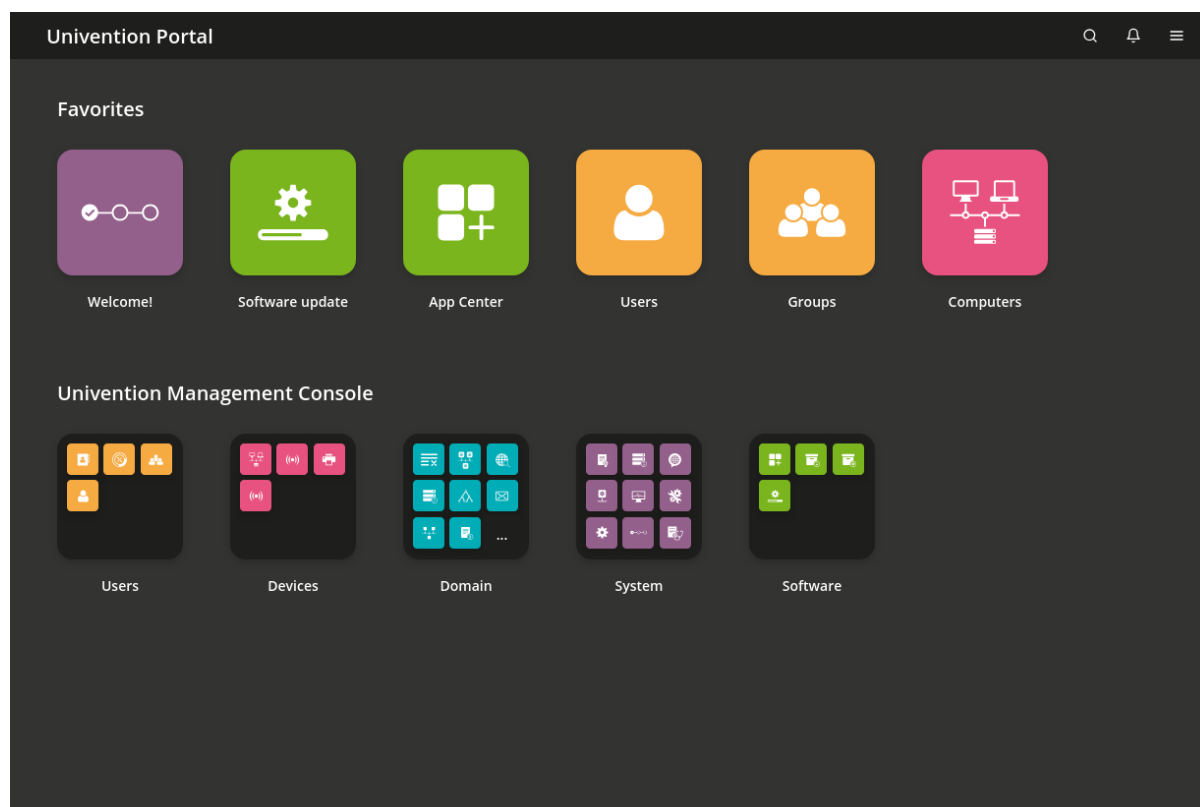 Univention Portal
Favorites
Welcome!
Software update
App Center
Users
Groups
Computers
Univention Management Console
...
Users
Devices
Domain
System
Software